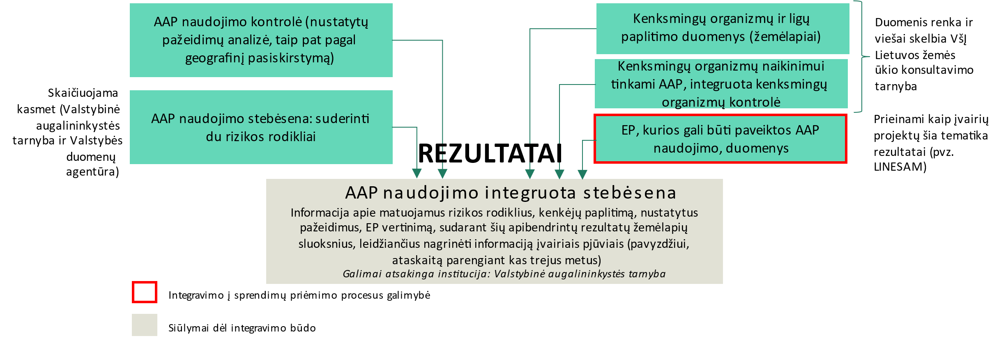 AAP naudojimo kontrolė (nustatytų
pažeidimų analizė, taip pat pagal
geografinį pasiskirstymą)
Skaičiuojama
kasmet (Valstybinė
augalininkystės
tarnyba ir Valstybės
duomenų
agentūra)
AAP naudojimo stebėsena: suderinti
du rizikos rodikliai
Kenksmingų organizmų ir ligų
paplitimo duomenys (žemėlapiai)
Kenksmingų organizmų naikinimui
tinkami AAP, integruota kenksmingų
organizmų kontrolė
EP, kurios gali būti paveiktos AAP
naudojimo, duomenys
Duomenis renka ir
viešai skelbia VšĮ
Lietuvos žemės
ūkio konsultavimo
tarnyba
Prieinami kaip įvairių
projektų šia tematika
rezultatai (pvz.
LINESAM)
REZULTATAI
AAP naudojimo integruota stebėsena
Informacija apie matuojamus rizikos rodiklius, kenkėjų paplitimą, nustatytus
pažeidimus, EP vertinimą, sudarant šių apibendrintų rezultatų žemėlapių
sluoksnius, leidžiančius nagrinėti informaciją įvairiais pjūviais (pavyzdžiui,
ataskaitą parengiant kas trejus metus)
Galimai atsakinga institucija: Valstybinė augalininkystės tarnyba
Integravimo į sprendimų priėmimo procesus galimybė
Siūlymai dėl integravimo būdo